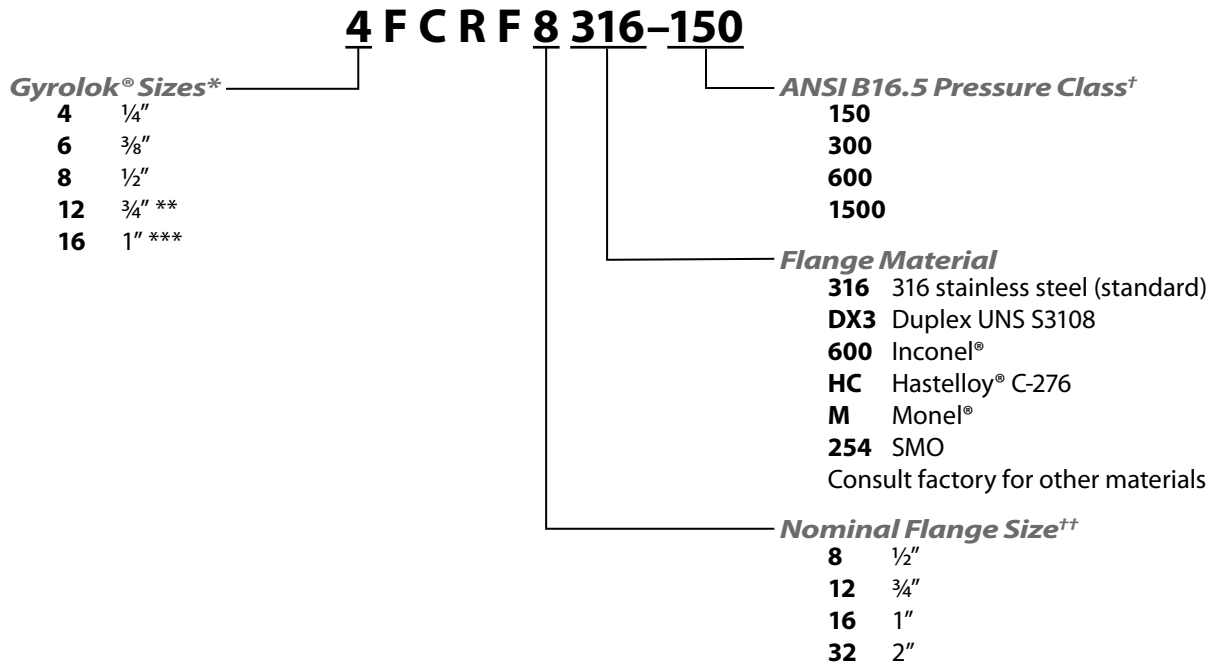 4 F C R F 8 316–150
Gyrolok® Sizes*
4 ¼"
6 ⅜"
8 ½"
12 ¾" **
16 1" ***
ANSI B16.5 Pressure Class†
150
300
600
1500
Flange Material
316 316 stainless steel (standard)
DX3 Duplex UNS S3108
600 Inconel®
HC Hastelloy® C-276
M Monel®
254 SMO
Consult factory for other materials
Nominal Flange Size††
8 ½"
12 ¾"
16 1"
32 2"